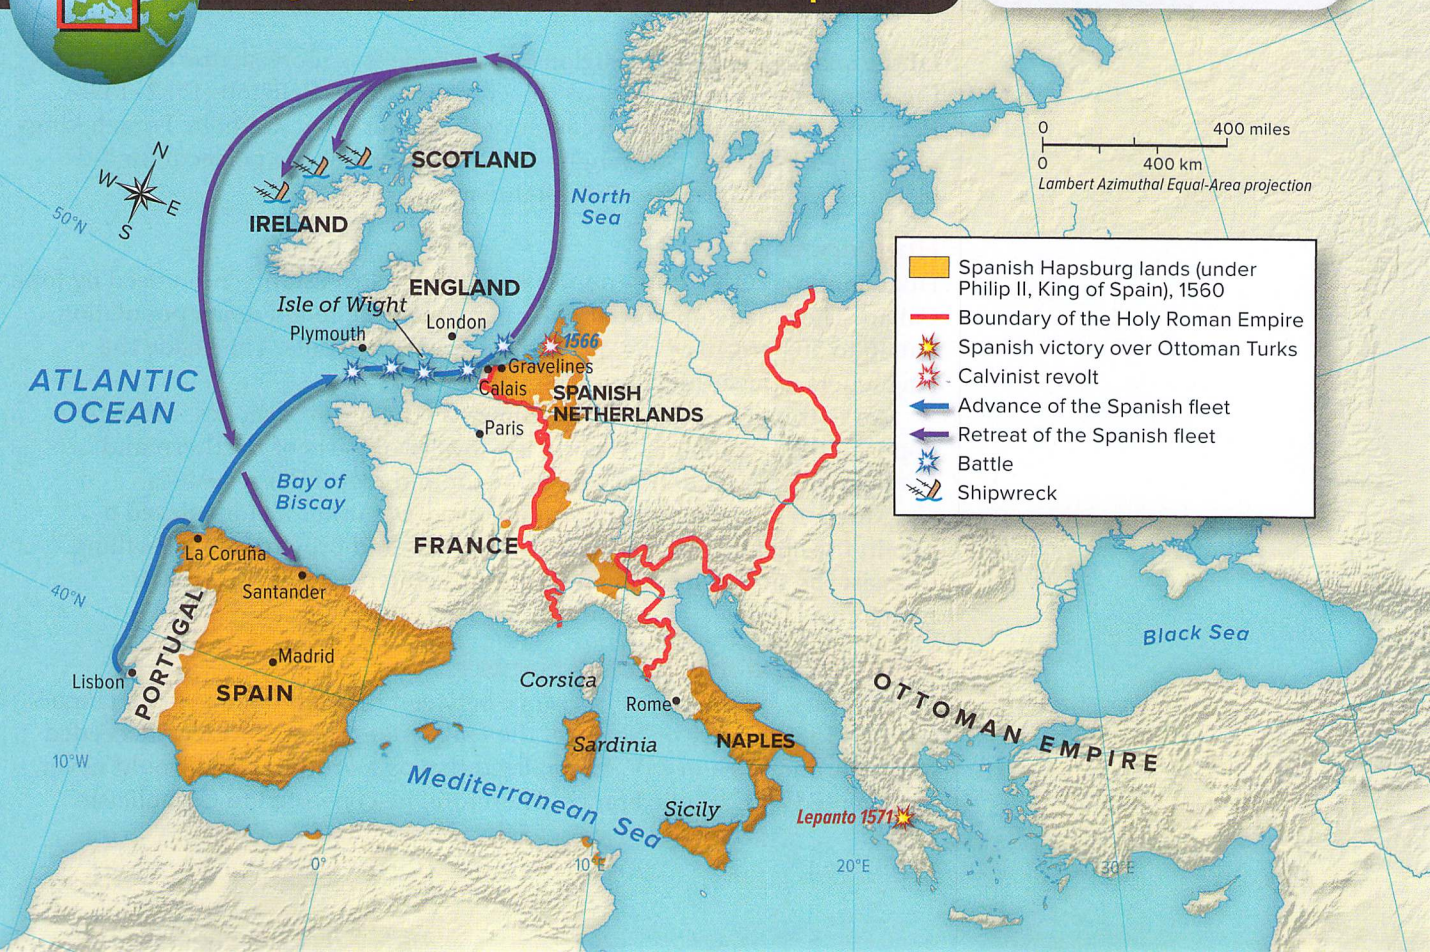 N
W
E
S
50°N
SCOTLAND
IRELAND
North
Sea
0
400 miles
0
400 km
Lambert Azimuthal Equal-Area projection
ENGLAND
Isle of Wight
Plymouth
London
1566
Gravelines
Calais
SPANISH
NETHERLANDS
Paris
ATLANTIC
OCEAN
Bay of
Biscay
FRANCE
La Coruña
Santander
40°N
PORTUGAL
Madrid
Lisbon
SPAIN
10°W
Corsica
Rome
Sardinia
NAPLES
Mediterranean Sea
Sicily
Lepanto 1571
OTTOMAN EMPIRE
Black Sea
0°
10°E
20°E
30°E
Spanish Hapsburg lands (under
Philip II, King of Spain), 1560
Boundary of the Holy Roman Empire
Spanish victory over Ottoman Turks
Calvinist revolt
Advance of the Spanish fleet
Retreat of the Spanish fleet
Battle
Shipwreck